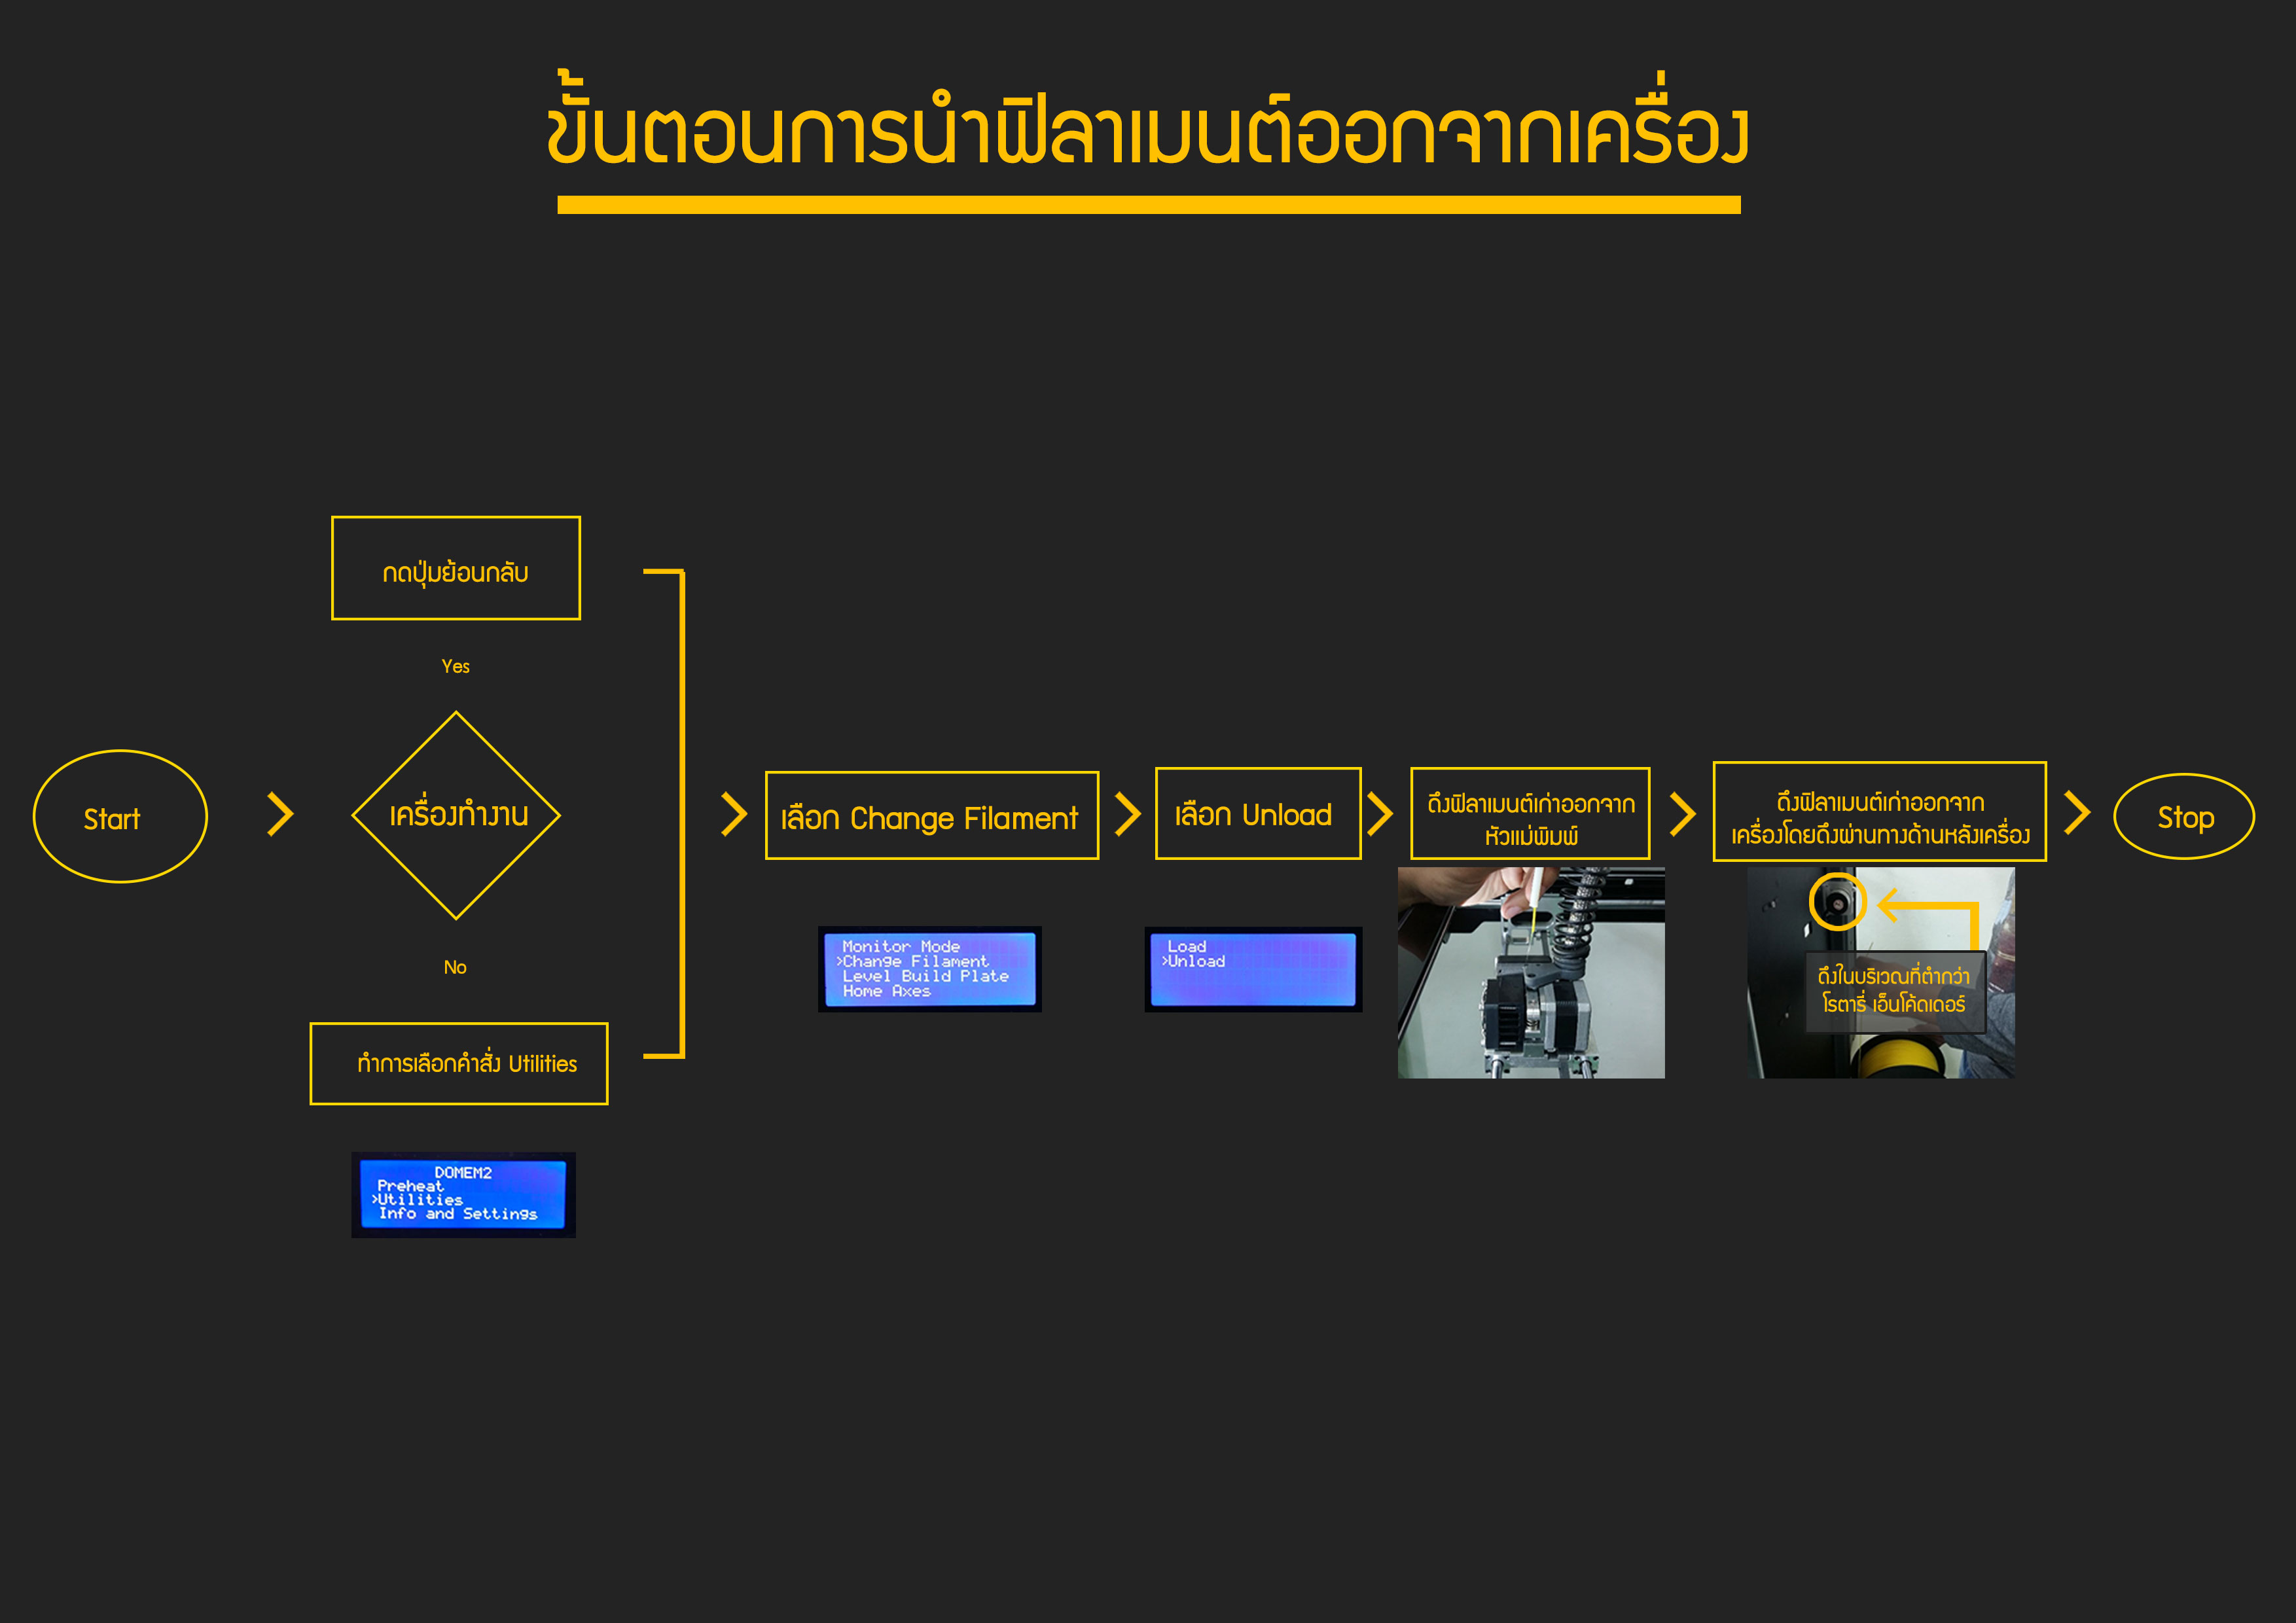 ขั้นตอนการนำฟิลาเมนต์ออกจากเครื่อง
กดปุ่มย้อนกลับ
Yes
Start
เครื่องทำงาน
No
ทำการเลือกคำสั่ง Utilities
DOMEM2
Preheat
>Utilities
Info and Settings
เลือก Change Filament
Monitor Mode
>Change Filament
Level Build Plate
Home Axes
เลือก Unload
Load
>Unload
ดึงฟิลาเมนต์เก่าออกจาก
หัวแม่พิมพ์
ดึงฟิลาเมนต์เก่าออกจาก
เครื่องโดยดึงผ่านทางด้านหลังเครื่อง
ดึงในบริเวณที่ต่ำกว่า
โรตารี่ เอ็นโค้ดเดอร์
Stop